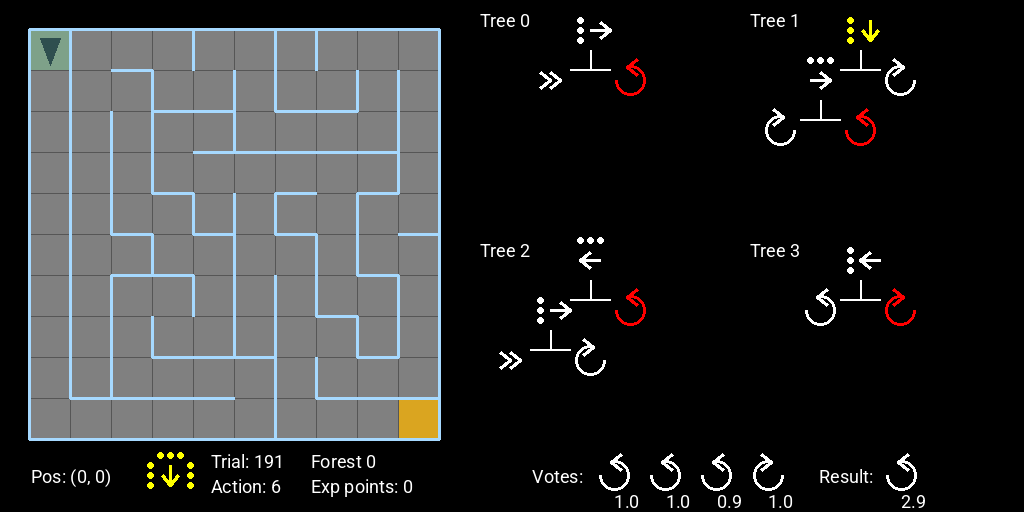 Tree 0
Tree 1
Tree 2
Tree 3
Pos: (0, 0)
Trial: 191
Forest 0
Action: 6
Exp points: 0
Votes:
1.0
1.0
0.9
1.0
Result:
2.9